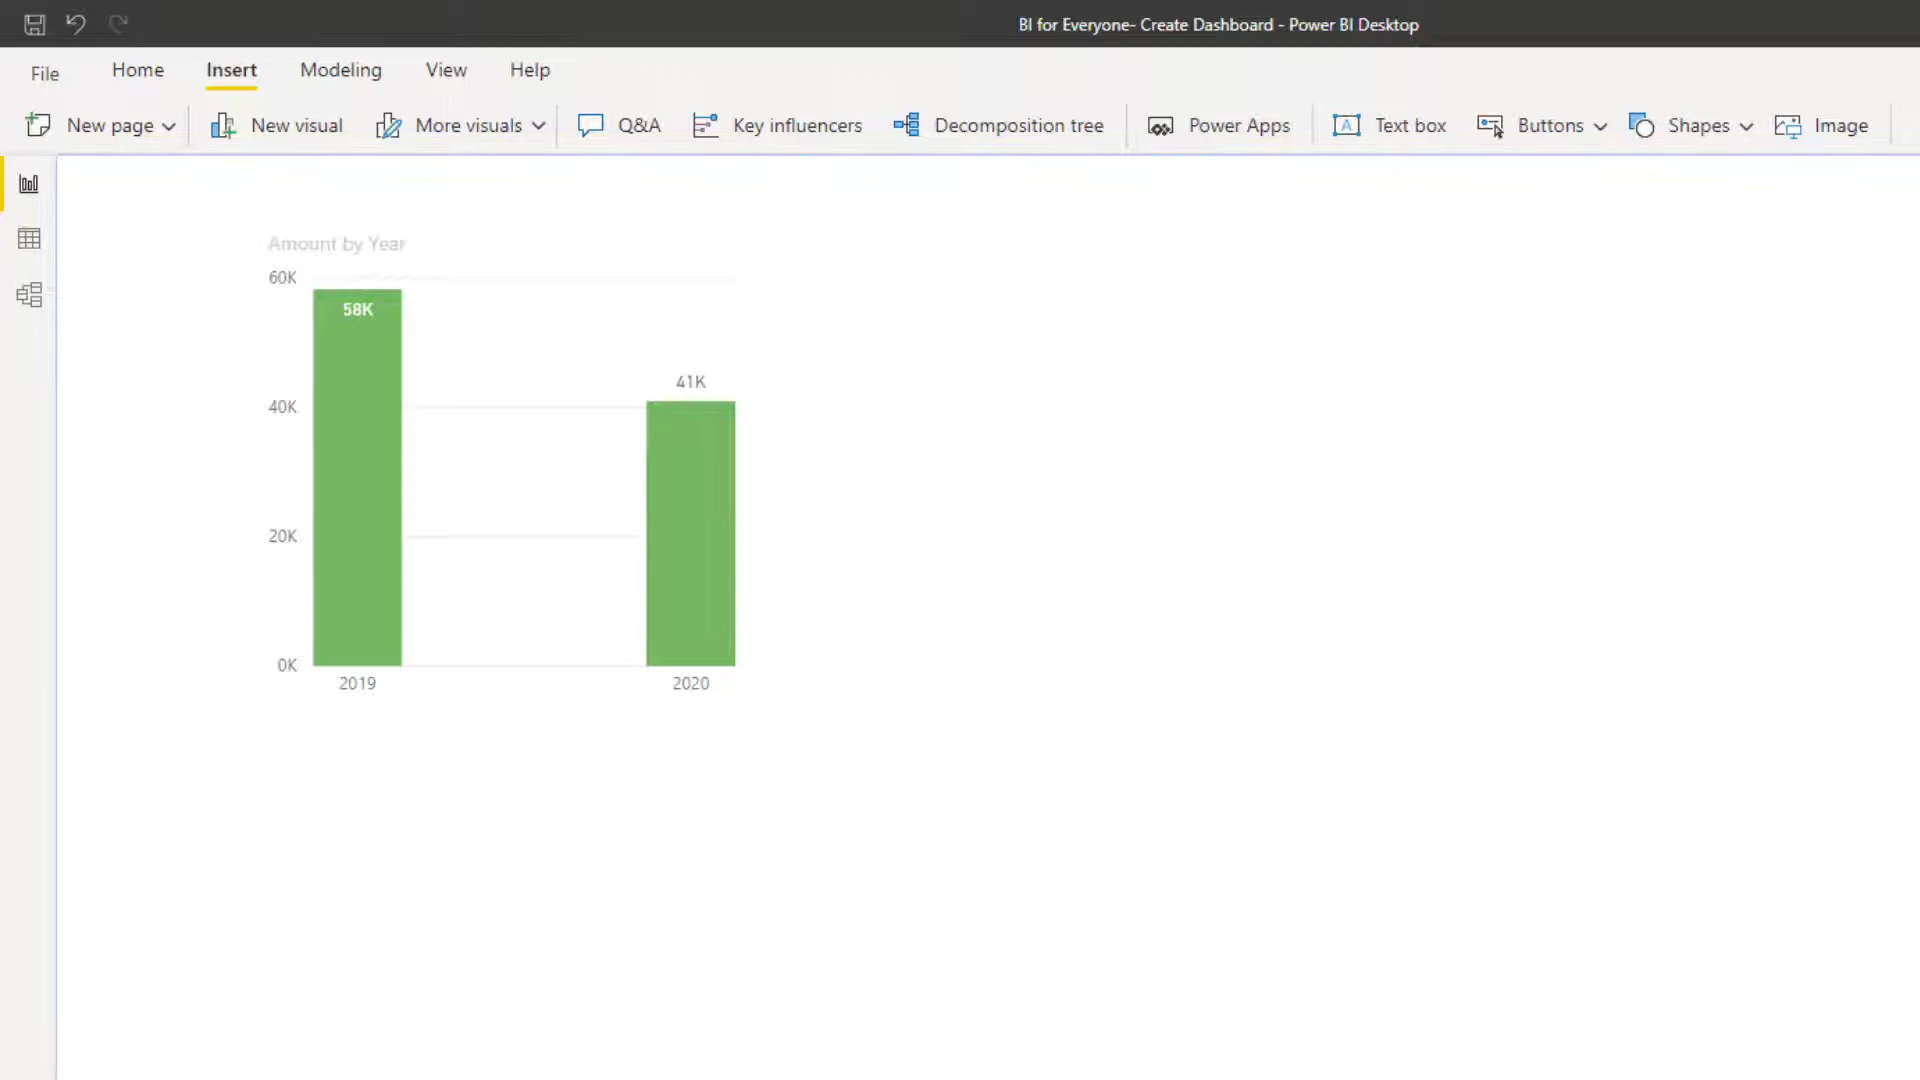 BI for Everyone- Create Dashboard - Power BI Desktop
File Home Insert Modeling View Help
New page New visual More visuals Q&A Key influencers Decomposition tree Power Apps Text box Buttons Shapes Image
Amount by Year
60K
58K
41K
40K
20K
0K
2019 2020